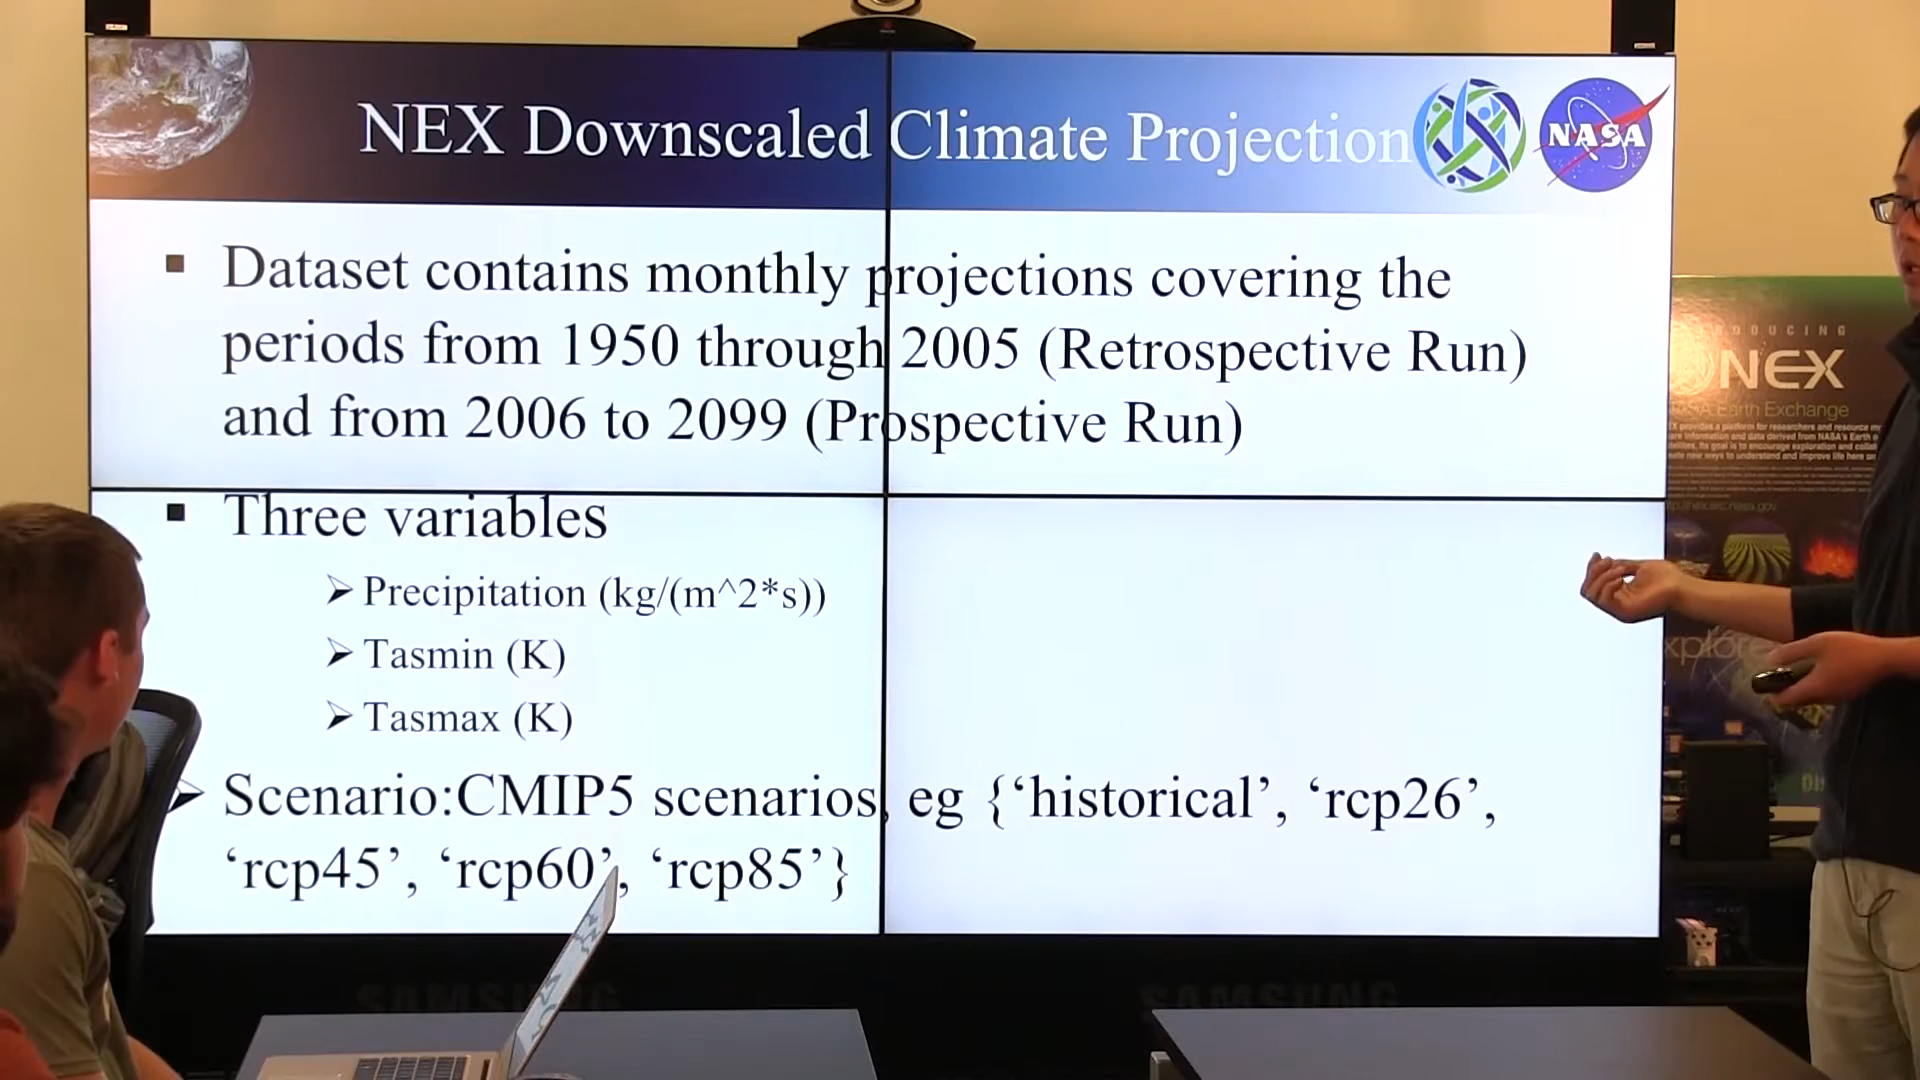 NEX Downscaled Climate Projection
NASA
▪ Dataset contains monthly projections covering the
periods from 1950 through 2005 (Retrospective Run)
and from 2006 to 2099 (Prospective Run)
▪ Three variables
➢ Precipitation (kg/(m^2*s))
➢ Tasmin (K)
➢ Tasmax (K)
➢ Scenario:CMIP5 scenarios, eg {‘historical’, ‘rcp26’,
‘rcp45’, ‘rcp60’, ‘rcp85’}
NEX
Earth Exchange
SAMSUNG
SAMSUNG